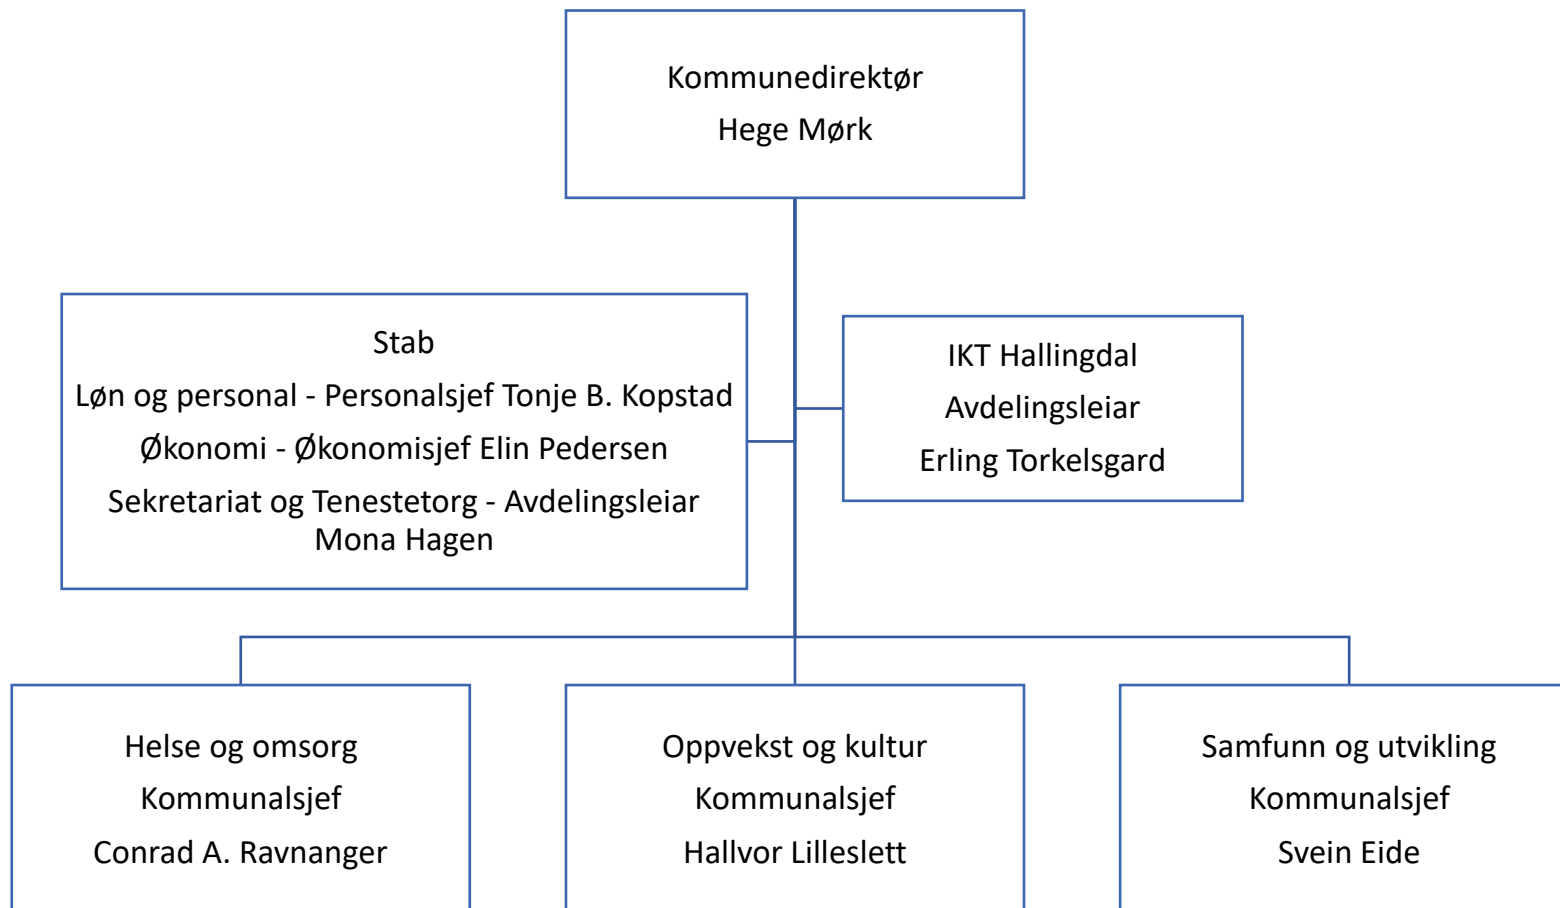 Kommunedirektør
Hege Mørk
Stab
Løn og personal - Personalsjef Tonje B. Kopstad
Økonomi - Økonomisjef Elin Pedersen
Sekretariat og Tenestetorg - Avdelingsleiar
Mona Hagen
IKT Hallingdal
Avdelingsleiar
Erling Torkelsgard
Helse og omsorg
Kommunalsjef
Conrad A. Ravnanger
Oppvekst og kultur
Kommunalsjef
Hallvor Lilleslett
Samfunn og utvikling
Kommunalsjef
Svein Eide